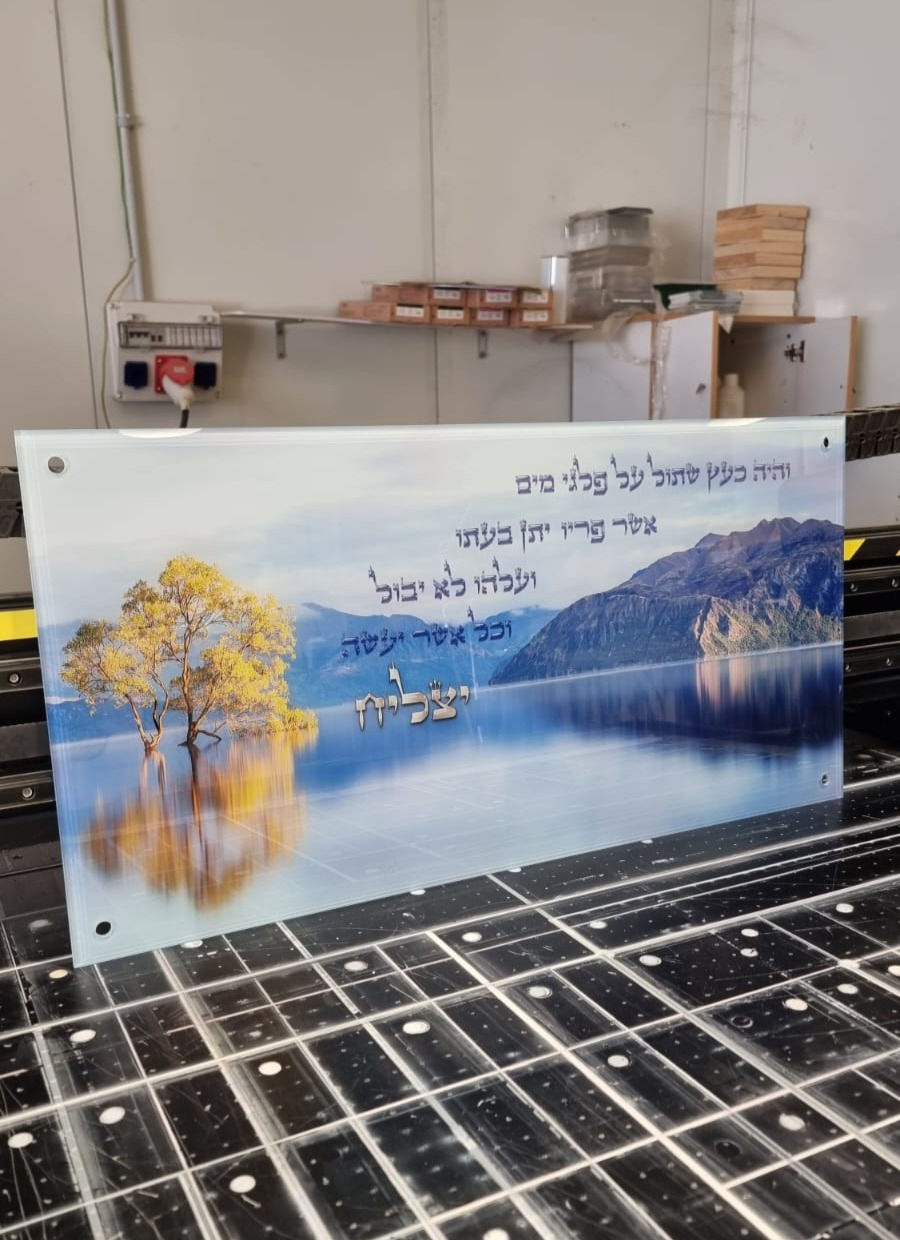 והיה כעץ שתול על פלגי מים
אשר פריו יתן בעתו
ועלהו לא יבול
וכל אשר יעשה
יצליח